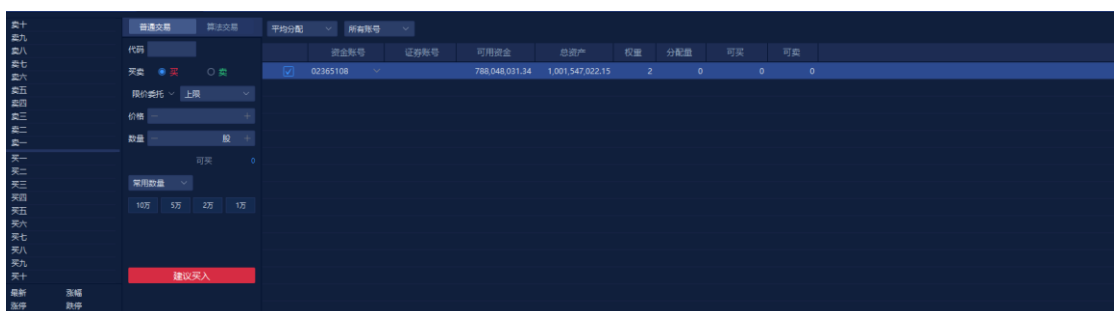 卖十
卖九
卖八
卖七
卖六
卖五
卖四
卖三
卖二
卖一
买一
买二
买三
买四
买五
买六
买七
买八
买九
买十
最新 涨幅
涨停 跌停
普通交易 算法交易
代码
买卖 买 卖
限价委托 上限
价格 − +
数量 − 股 +
可买 0
常用数量
10万 5万 2万 1万
建议买入
平均分配 所有账号
资金账号 证券账号 可用资金 总资产 权重 分配量 可买 可卖
02365108 788,048,031.34 1,001,547,022.15 2 0 0 0